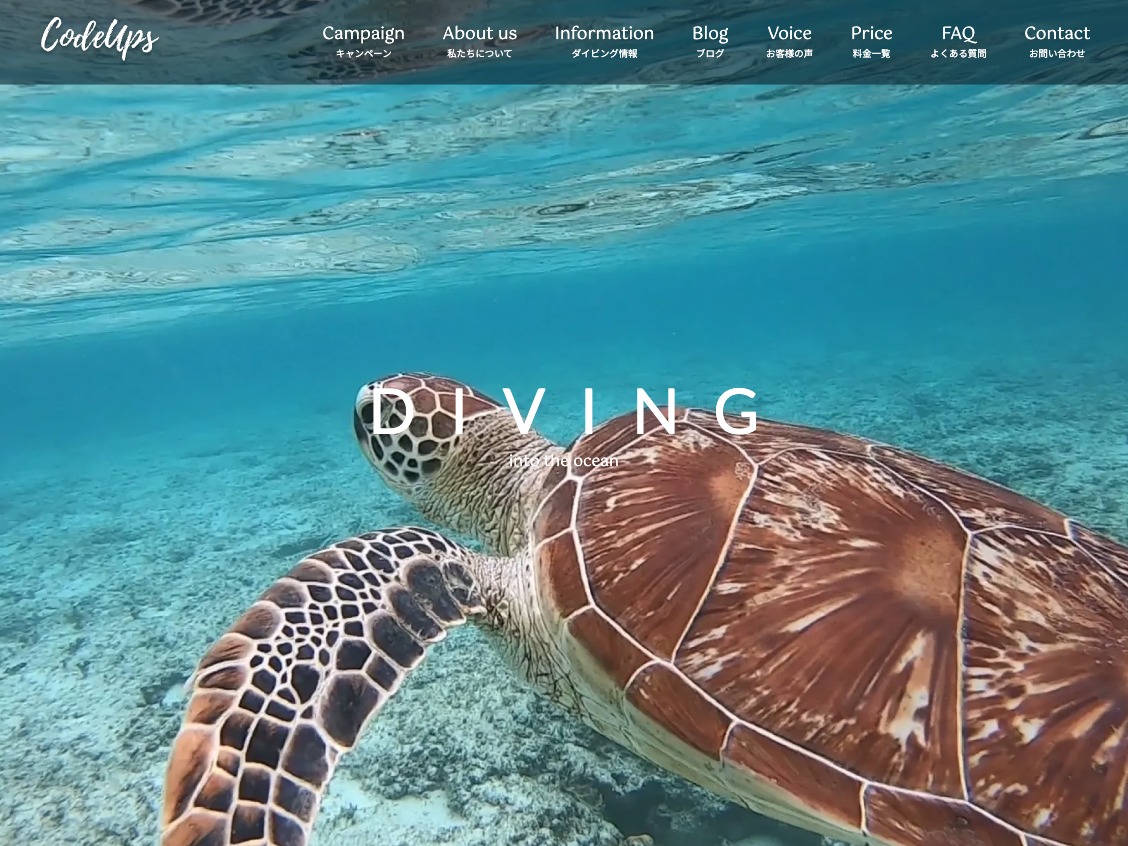 CodeUps
Campaign
キャンペーン
About us
私たちについて
Information
ダイビング情報
Blog
ブログ
Voice
お客様の声
Price
料金一覧
FAQ
よくある質問
Contact
お問い合わせ
DIVING
into the ocean